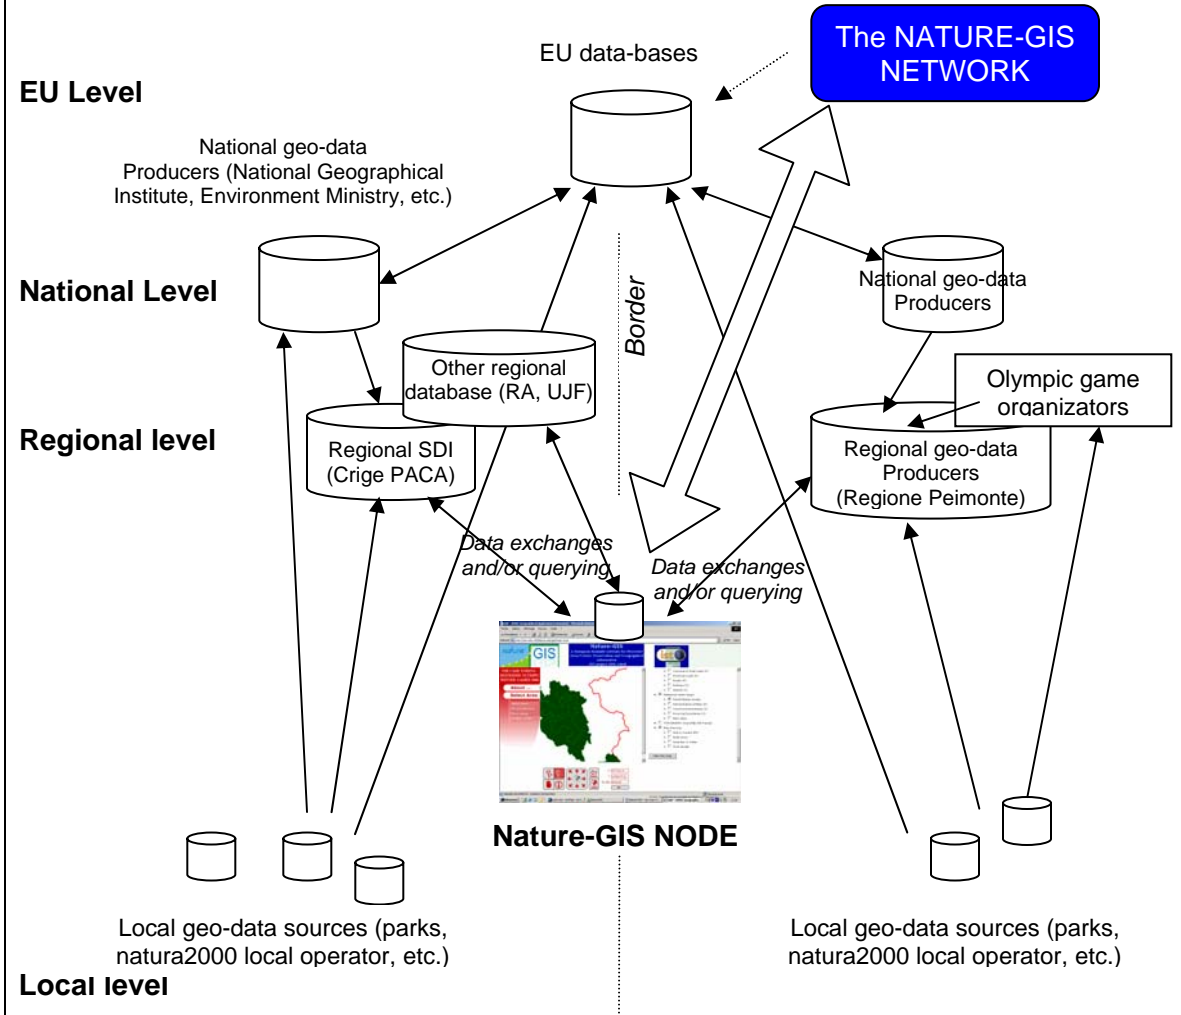 The NATURE-GIS
NETWORK
EU data-bases
EU Level
National geo-data
Producers (National Geographical
Institute, Environment Ministry, etc.)
National Level
National geo-data
Producers
Border
Other regional
database (RA, UJF)
Olympic game
organizators
Regional level
Regional SDI
(Crige PACA)
Regional geo-data
Producers
(Regione Peimonte)
Data exchanges
and/or querying
Data exchanges
and/or querying
nature
GIS
Nature-GIS
Nature-GIS NODE
Local geo-data sources (parks,
natura2000 local operator, etc.)
Local geo-data sources (parks,
natura2000 local operator, etc.)
Local level